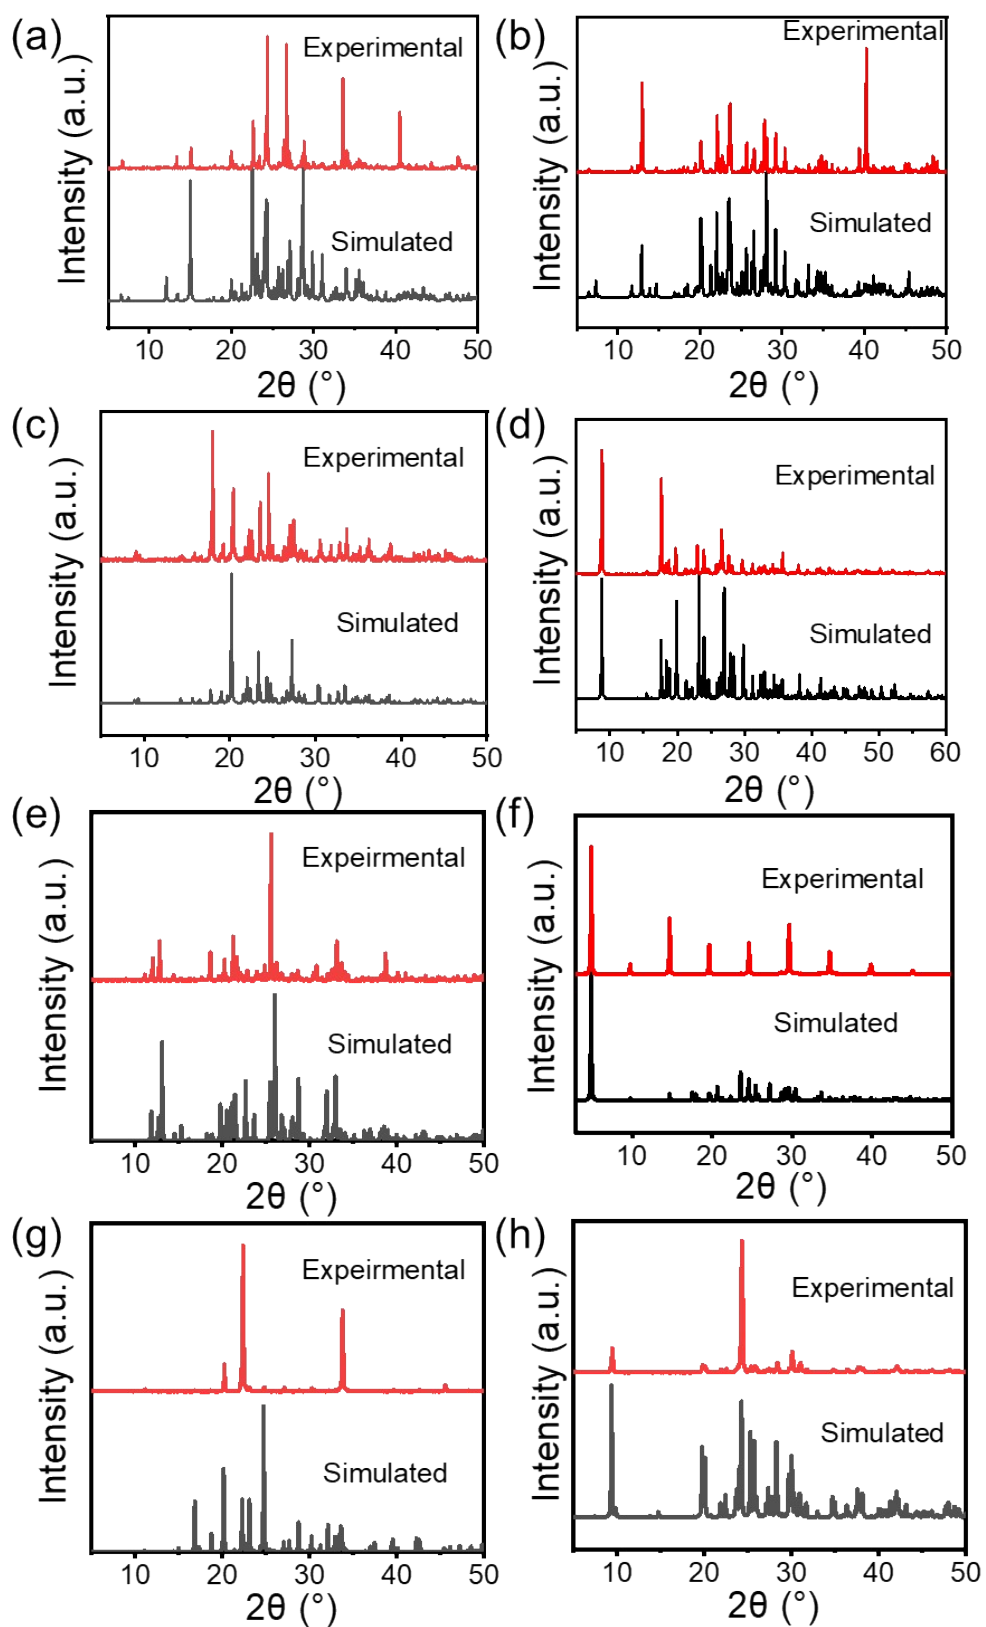 (a)
Intensity (a.u.)
Experimental
Simulated
10 20 30 40 50
2θ (°)
(b)
Intensity (a.u.)
Experimental
Simulated
10 20 30 40 50
2θ (°)
(c)
Intensity (a.u.)
Experimental
Simulated
10 20 30 40 50
2θ (°)
(d)
Intensity (a.u.)
Experimental
Simulated
10 20 30 40 50 60
2θ (°)
(e)
Intensity (a.u.)
Expeirmental
Simulated
10 20 30 40 50
2θ (°)
(f)
Intensity (a.u.)
Experimental
Simulated
10 20 30 40 50
2θ (°)
(g)
Intensity (a.u.)
Expeirmental
Simulated
10 20 30 40 50
2θ (°)
(h)
Intensity (a.u.)
Experimental
Simulated
10 20 30 40 50
2θ (°)